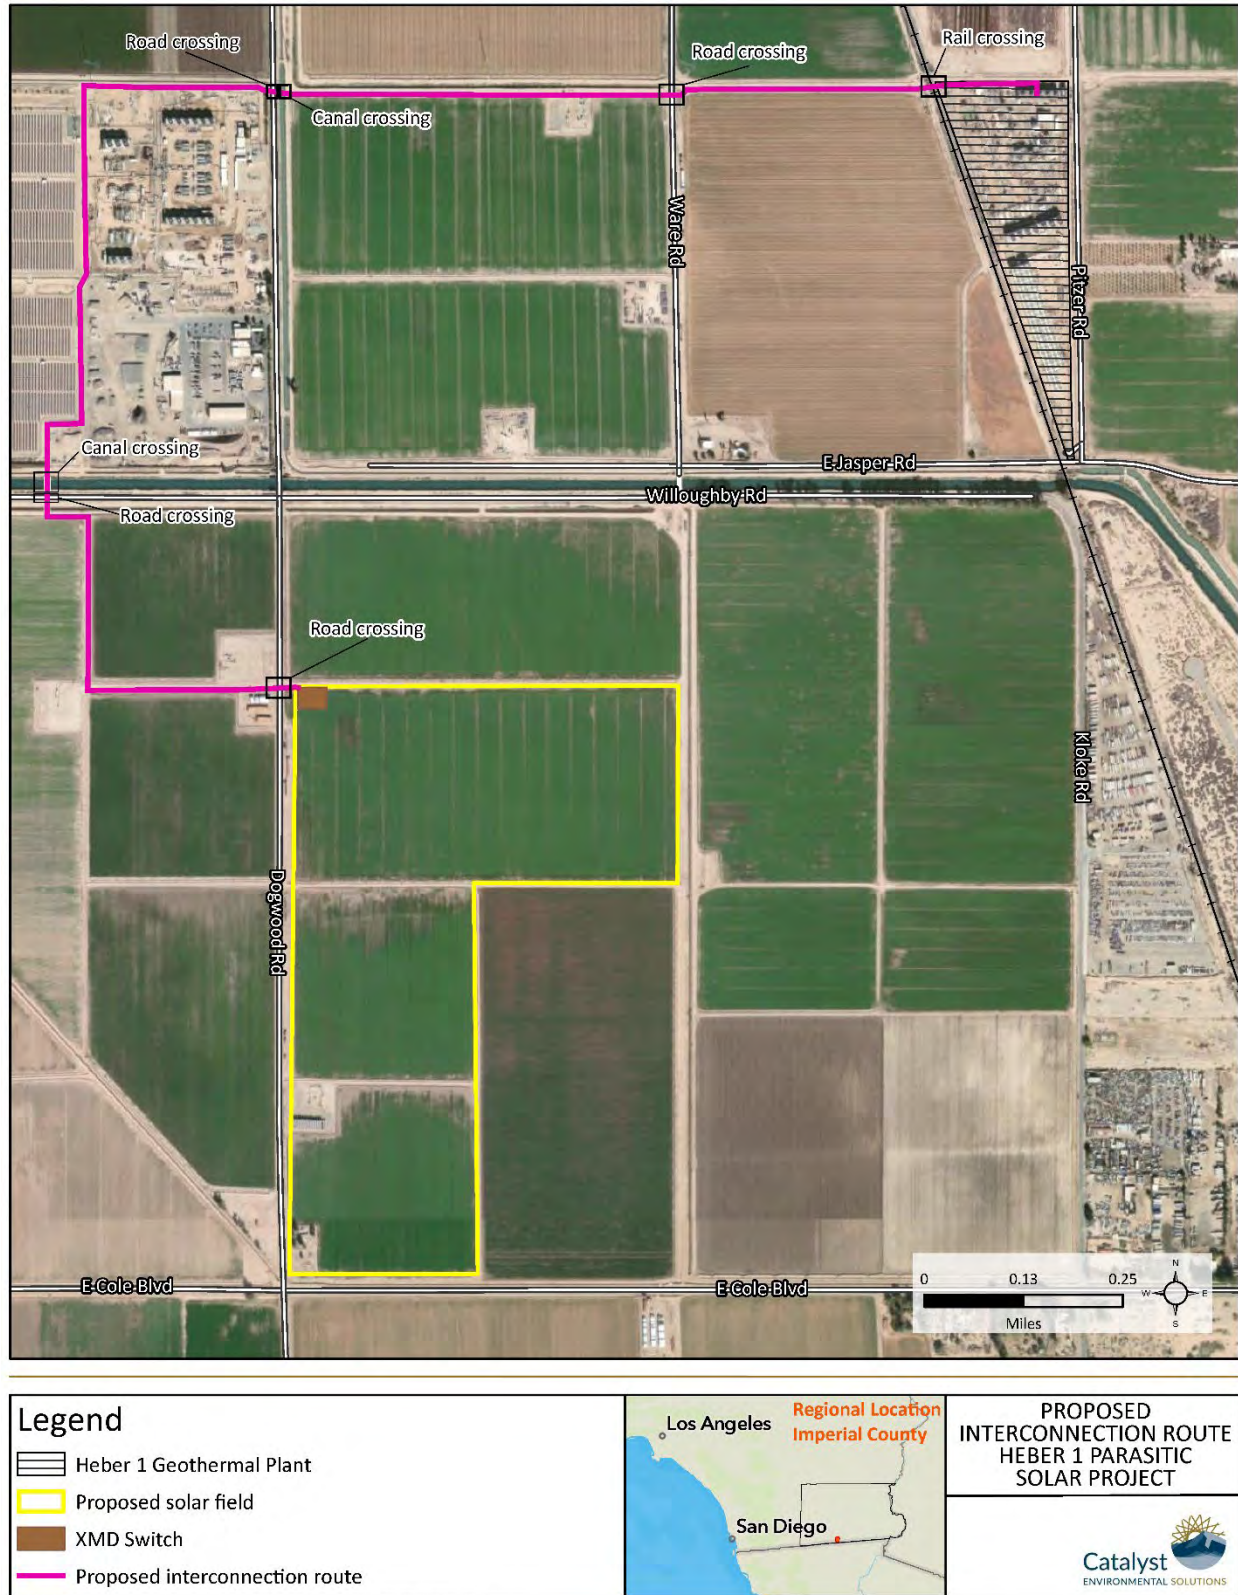 Road crossing
Canal crossing
Road crossing
Rail crossing
Ware Rd
Pitzer Rd
Canal crossing
E Jasper Rd
Willoughby Rd
Road crossing
Road crossing
Kloke Rd
Dogwood Rd
E Cole Blvd
E Cole Blvd
0 0.13 0.25
Miles
N
W E
S
Legend
Heber 1 Geothermal Plant
Proposed solar field
XMD Switch
Proposed interconnection route
Los Angeles
San Diego
Regional Location
Imperial County
PROPOSED
INTERCONNECTION ROUTE
HEBER 1 PARASITIC
SOLAR PROJECT
Catalyst
ENVIRONMENTAL SOLUTIONS